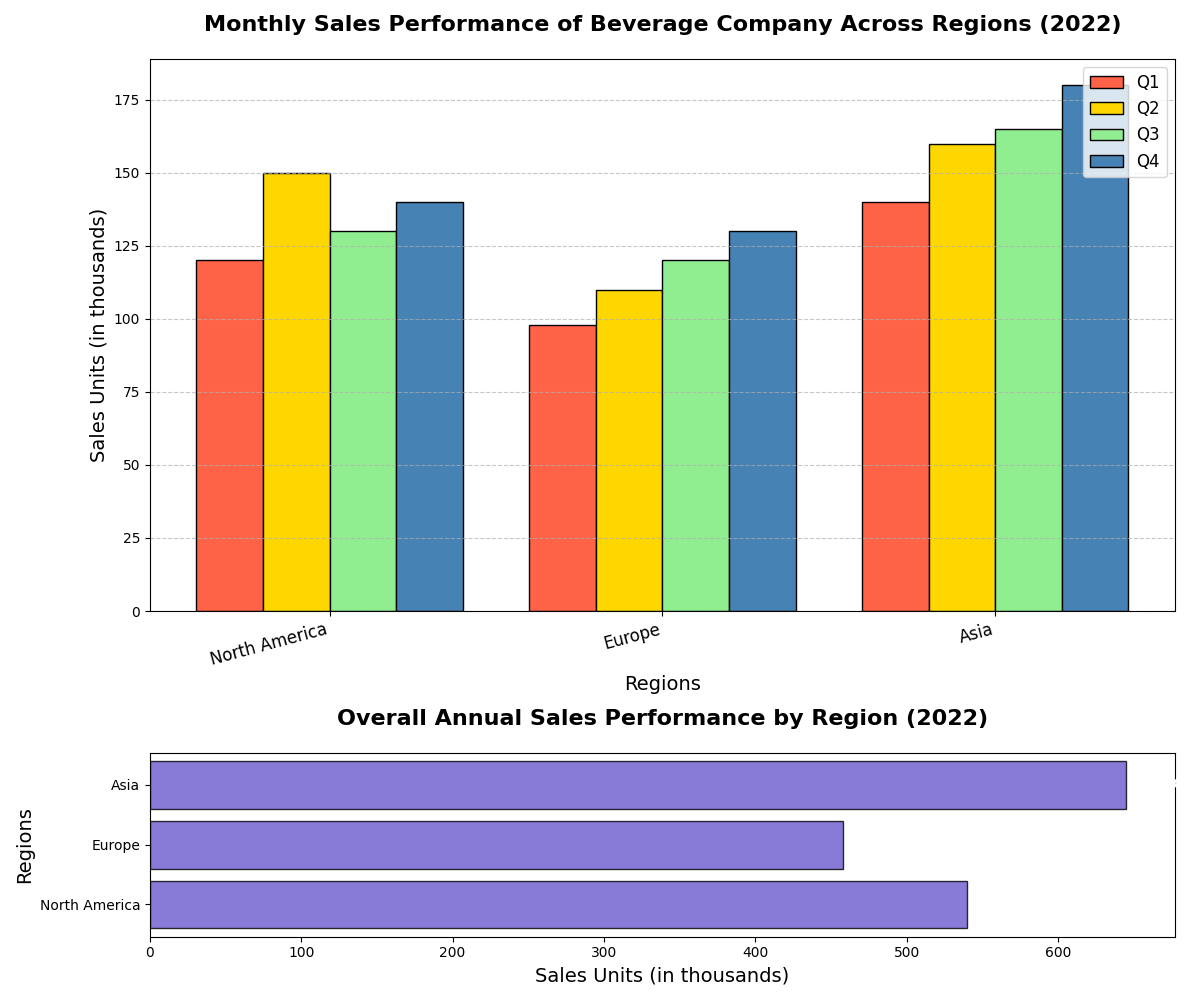 Monthly Sales Performance of Beverage Company Across Regions (2022)
Sales Units (in thousands)
175
150
125
100
75
50
25
0
Q1
Q2
Q3
Q4
North America
Europe
Asia
Regions
Overall Annual Sales Performance by Region (2022)
Regions
Asia
Europe
North America
0 100 200 300 400 500 600
Sales Units (in thousands)